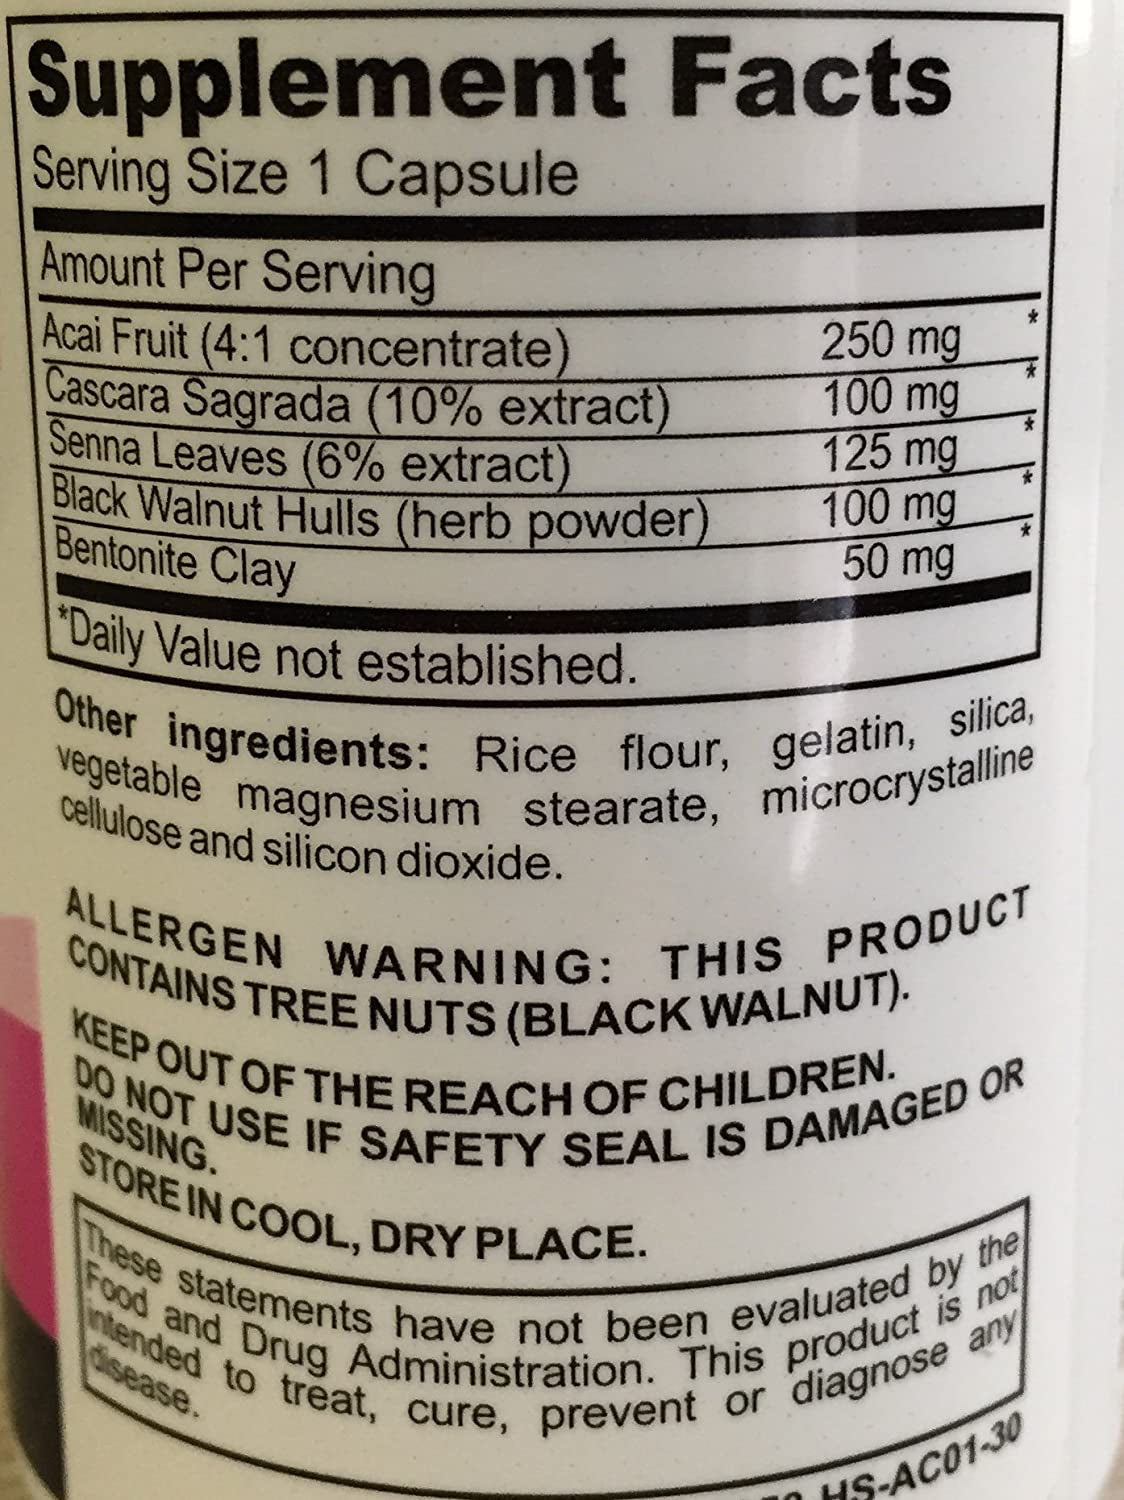 Supplement Facts
Serving Size 1 Capsule
Amount Per Serving
Acai Fruit (4:1 concentrate) 250 mg *
Cascara Sagrada (10% extract) 100 mg *
Senna Leaves (6% extract) 125 mg *
Black Walnut Hulls (herb powder) 100 mg *
Bentonite Clay 50 mg *
*Daily Value not established.
Other ingredients: Rice flour, gelatin, silica,
vegetable magnesium stearate, microcrystalline
cellulose and silicon dioxide.
ALLERGEN WARNING: THIS PRODUCT
CONTAINS TREE NUTS (BLACK WALNUT).
KEEP OUT OF THE REACH OF CHILDREN.
DO NOT USE IF SAFETY SEAL IS DAMAGED OR
MISSING.
STORE IN COOL, DRY PLACE.
These statements have not been evaluated by the
Food and Drug Administration. This product is not
intended to treat, cure, prevent or diagnose any
disease.
HS-AC01-30